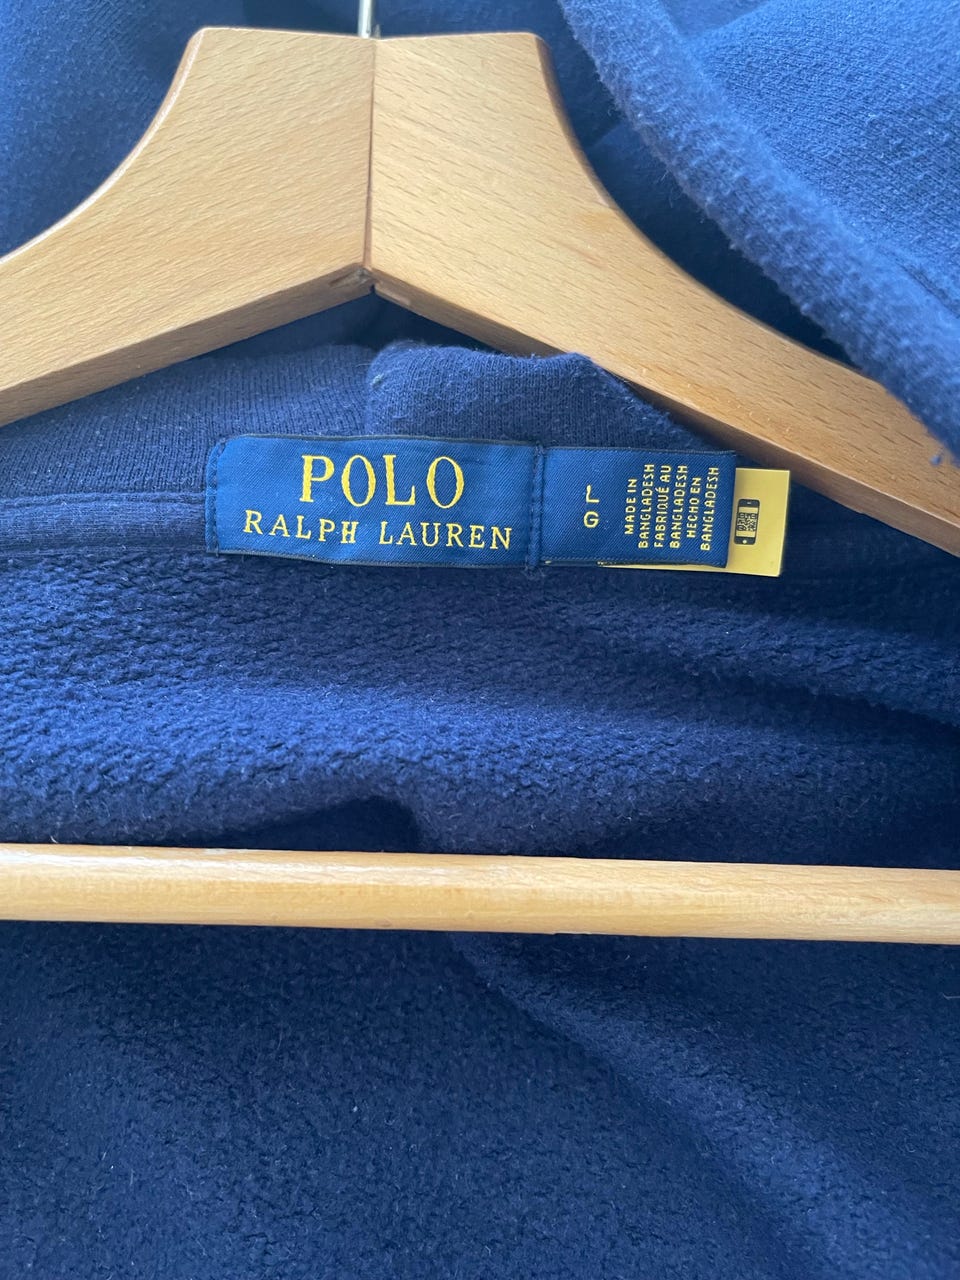 POLO
RALPH LAUREN
L
G
MADE IN
BANGLADESH
FABRIQUÉ AU
BANGLADESH
HECHO EN
BANGLADESH